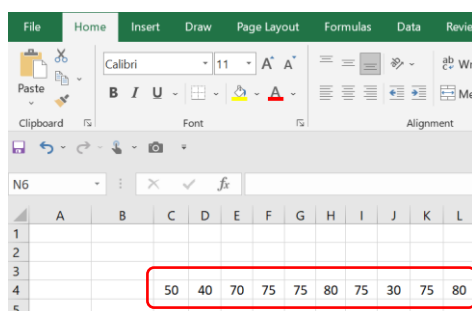 File Home Insert Draw Page Layout Formulas Data Revie
Calibri 11 A A ab Wr
Paste B I U A Me
Clipboard Font Alignment
N6 fx
A B C D E F G H I J K L
1
2
3
4 50 40 70 75 75 80 75 30 75 80
5